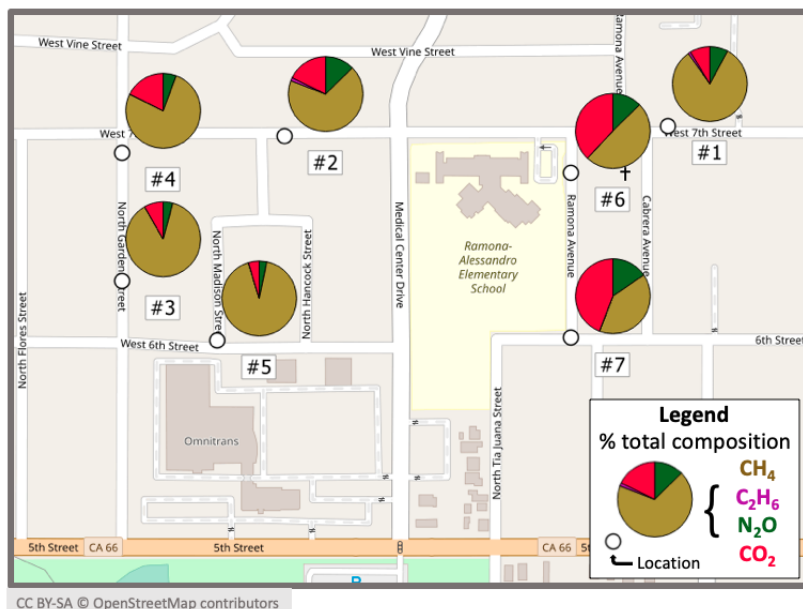 West Vine Street
West Vine Street
Ramona Avenue
West 7
West 7th Street
#4
#2
#6
#1
North Garden Street
#3
North Madison Stre
North Hancock Street
Medical Center Drive
Ramona-
Alessandro
Elementary
School
Ramona Avenue
Cabrera Avenue
North Flores Street
West 6th Street
#5
#7
6th Street
Omnitrans
North Tia Juana Street
Legend
% total composition
CH4
C2H6
N2O
CO2
Location
5th Street
CA 66
5th Street
CA 66
5th
P
CC BY-SA © OpenStreetMap contributors